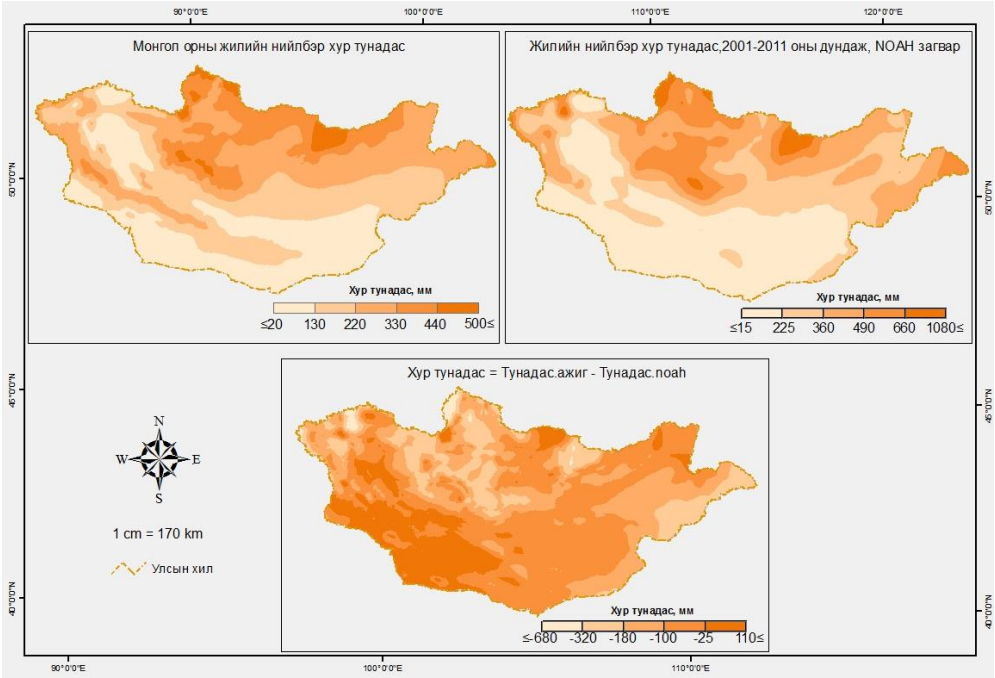 90°0'0"E 100°0'0"E 110°0'0"E 120°0'0"E
Монгол орны жилийн нийлбэр хур тунадас
Хур тунадас, мм
≤20 130 220 330 440 500≤
Жилийн нийлбэр хур тунадас,2001-2011 оны дундаж, NOAH загвар
Хур тунадас, мм
≤15 225 360 490 660 1080≤
50°0'0"N
50°0'0"N
Хур тунадас = Тунадас.ажиг - Тунадас.noah
Хур тунадас, мм
≤-680 -320 -180 -100 -25 110≤
45°0'0"N
45°0'0"N
N
W E
S
1 cm = 170 km
Улсын хил
40°0'0"N
40°0'0"N
90°0'0"E 100°0'0"E 110°0'0"E